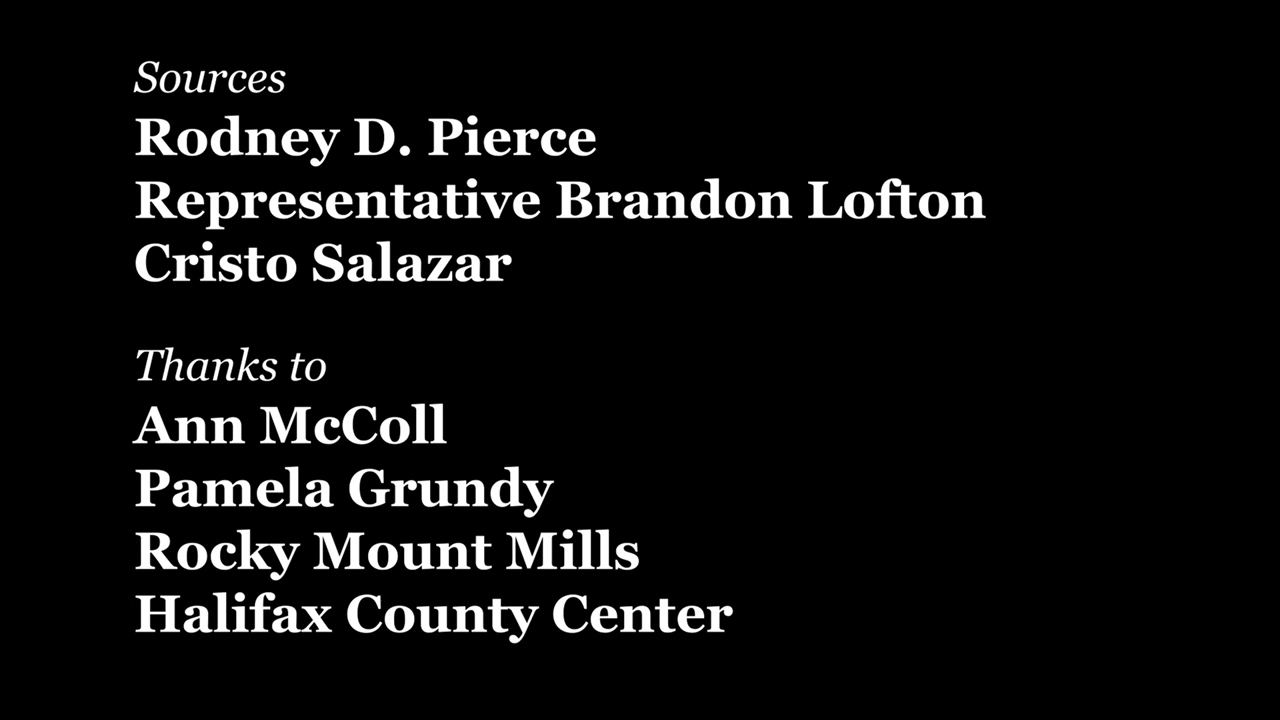 Sources
Rodney D. Pierce
Representative Brandon Lofton
Cristo Salazar
Thanks to
Ann McColl
Pamela Grundy
Rocky Mount Mills
Halifax County Center